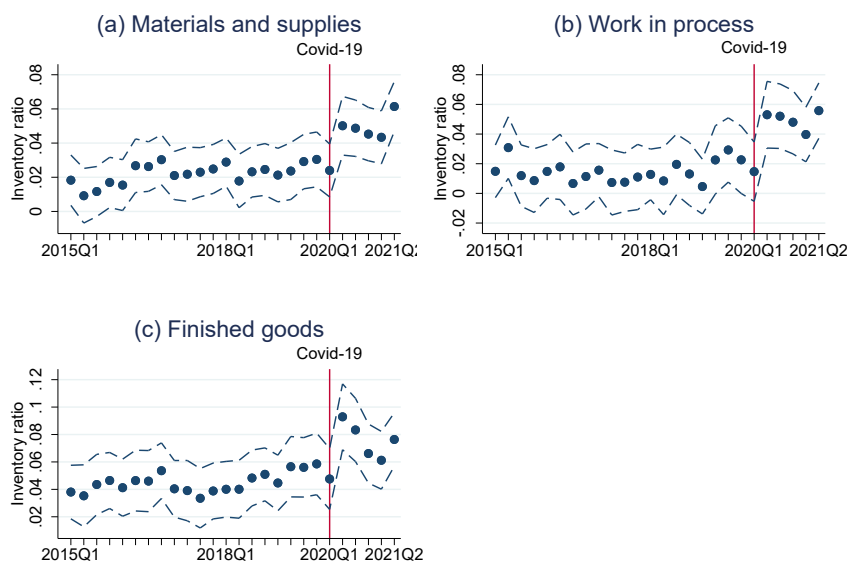 (a) Materials and supplies
Covid-19
Inventory ratio
.08
.06
.04
.02
0
2015Q1 2018Q1 2020Q1 2021Q2
(b) Work in process
Covid-19
Inventory ratio
.08
.06
.04
.02
0
-.02
2015Q1 2018Q1 2020Q1 2021Q2
(c) Finished goods
Covid-19
Inventory ratio
.12
.1
.08
.06
.04
.02
2015Q1 2018Q1 2020Q1 2021Q2